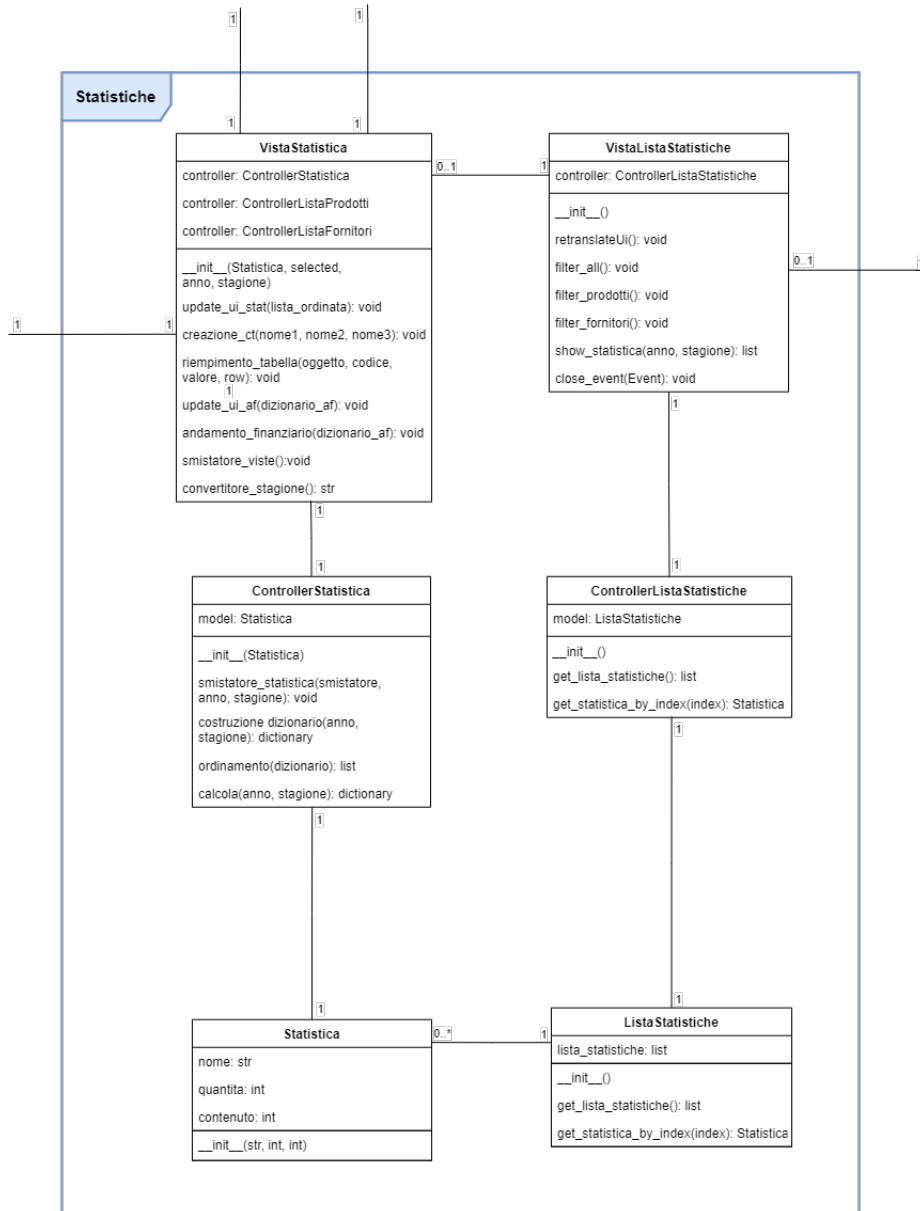 1
1
Statistiche
1
1
VistaStatistica
controller: ControllerStatistica
controller: ControllerListaProdotti
controller: ControllerListaFornitori
__init__(Statistica, selected,
anno, stagione)
update_ui_stat(lista_ordinata): void
creazione_ct(nome1, nome2, nome3): void
riempimento_tabella(oggetto, codice,
valore, row): void
1
update_ui_af(dizionario_af): void
andamento_finanziario(dizionario_af): void
smistatore_viste():void
convertitore_stagione(): str
1
1
0..1
1
VistaListaStatistiche
controller: ControllerListaStatistiche
__init__()
retranslateUi(): void
filter_all(): void
filter_prodotti(): void
filter_fornitori(): void
show_statistica(anno, stagione): list
close_event(Event): void
0..1
1
1
1
1
ControllerStatistica
model: Statistica
__init__(Statistica)
smistatore_statistica(smistatore,
anno, stagione): void
costruzione dizionario(anno,
stagione): dictionary
ordinamento(dizionario): list
calcola(anno, stagione): dictionary
1
ControllerListaStatistiche
model: ListaStatistiche
__init__()
get_lista_statistiche(): list
get_statistica_by_index(index): Statistica
1
1
1
Statistica
nome: str
quantita: int
contenuto: int
__init__(str, int, int)
0..*
1
ListaStatistiche
lista_statistiche: list
__init__()
get_lista_statistiche(): list
get_statistica_by_index(index): Statistica